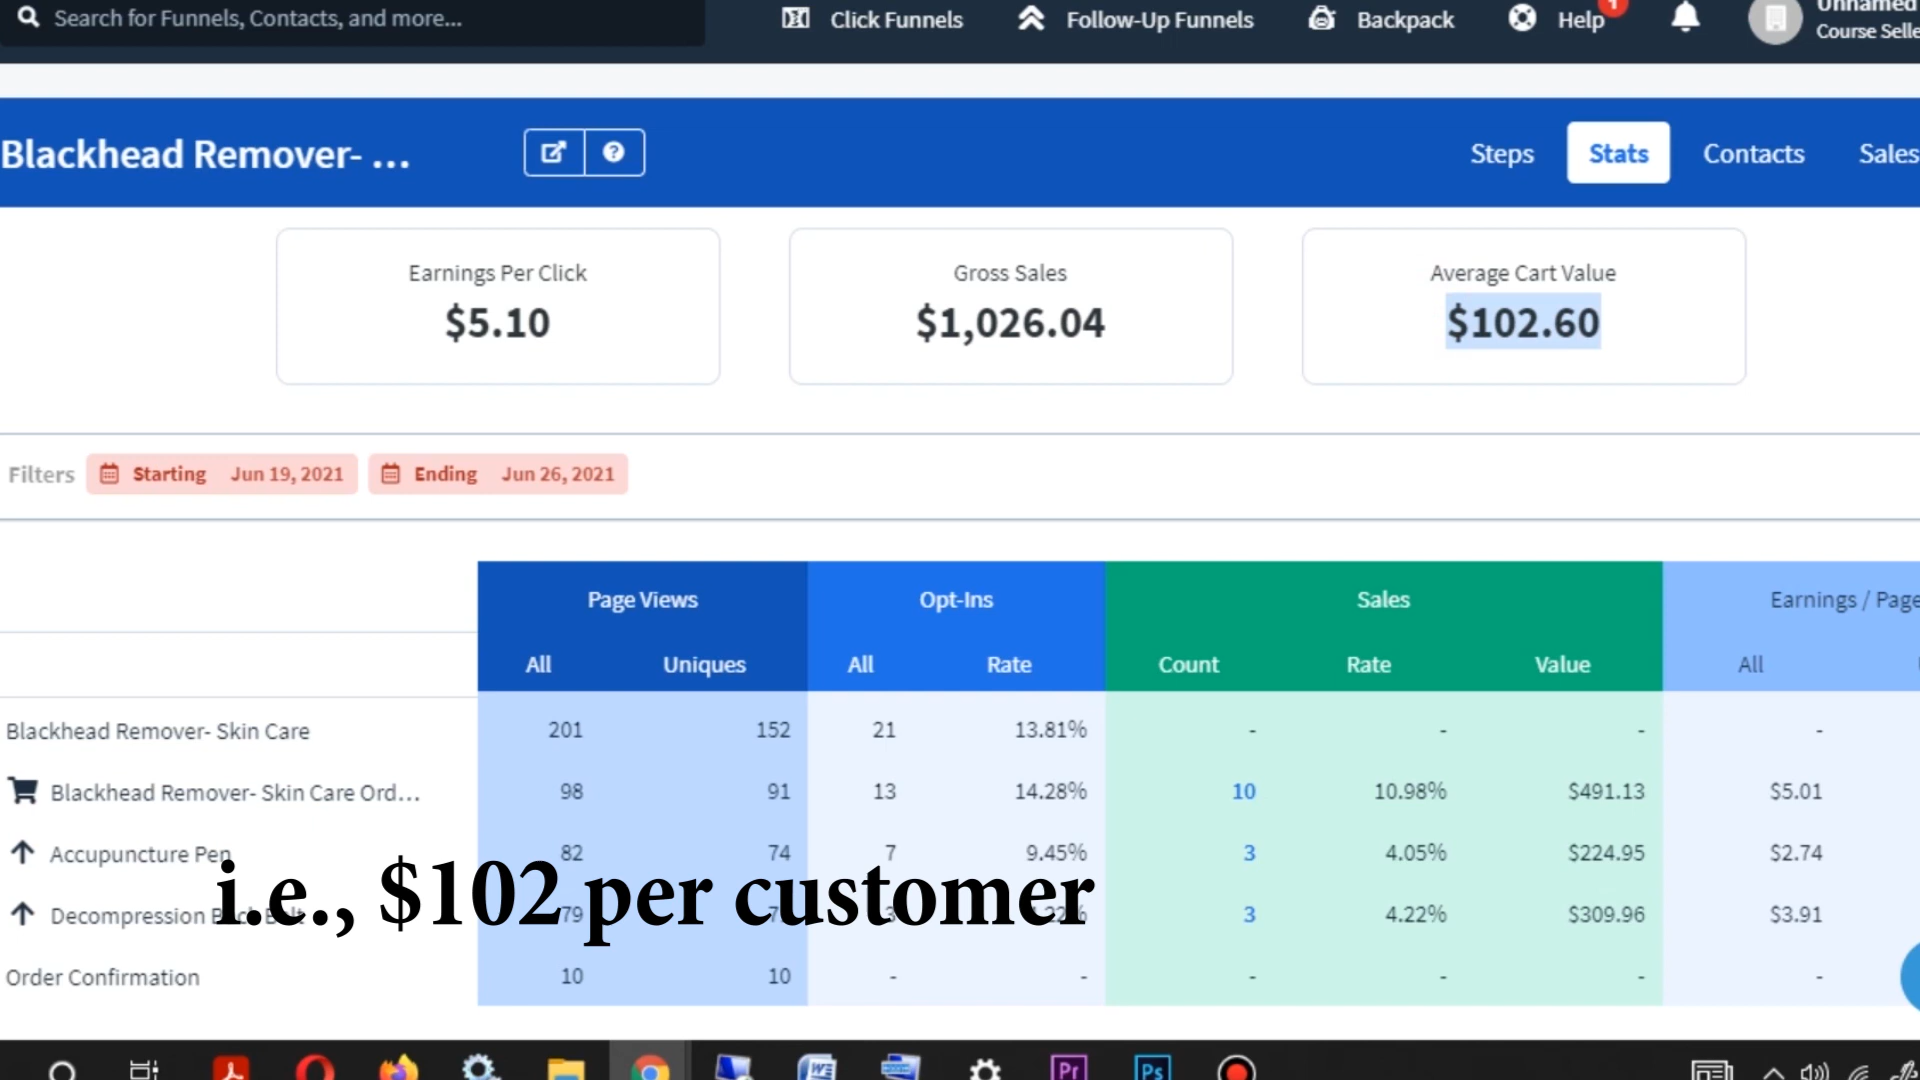 Search for Funnels, Contacts, and more...
Click Funnels
Follow-Up Funnels
Backpack
Help
1
Unnamed
Course Selle
Blackhead Remover- ...
Steps
Stats
Contacts
Sales
Earnings Per Click
$5.10
Gross Sales
$1,026.04
Average Cart Value
$102.60
Filters
Starting Jun 19, 2021
Ending Jun 26, 2021
Page Views Opt-Ins Sales Earnings / Page
All Uniques All Rate Count Rate Value All
Blackhead Remover- Skin Care 201 152 21 13.81% - - - -
Blackhead Remover- Skin Care Ord... 98 91 13 14.28% 10 10.98% $491.13 $5.01
Accupuncture Pen 82 74 7 9.45% 3 4.05% $224.95 $2.74
i.e., $102 per customer
Decompression 79 3 4.22% $309.96 $3.91
Order Confirmation 10 10 - - - - - -
Pr
Ps